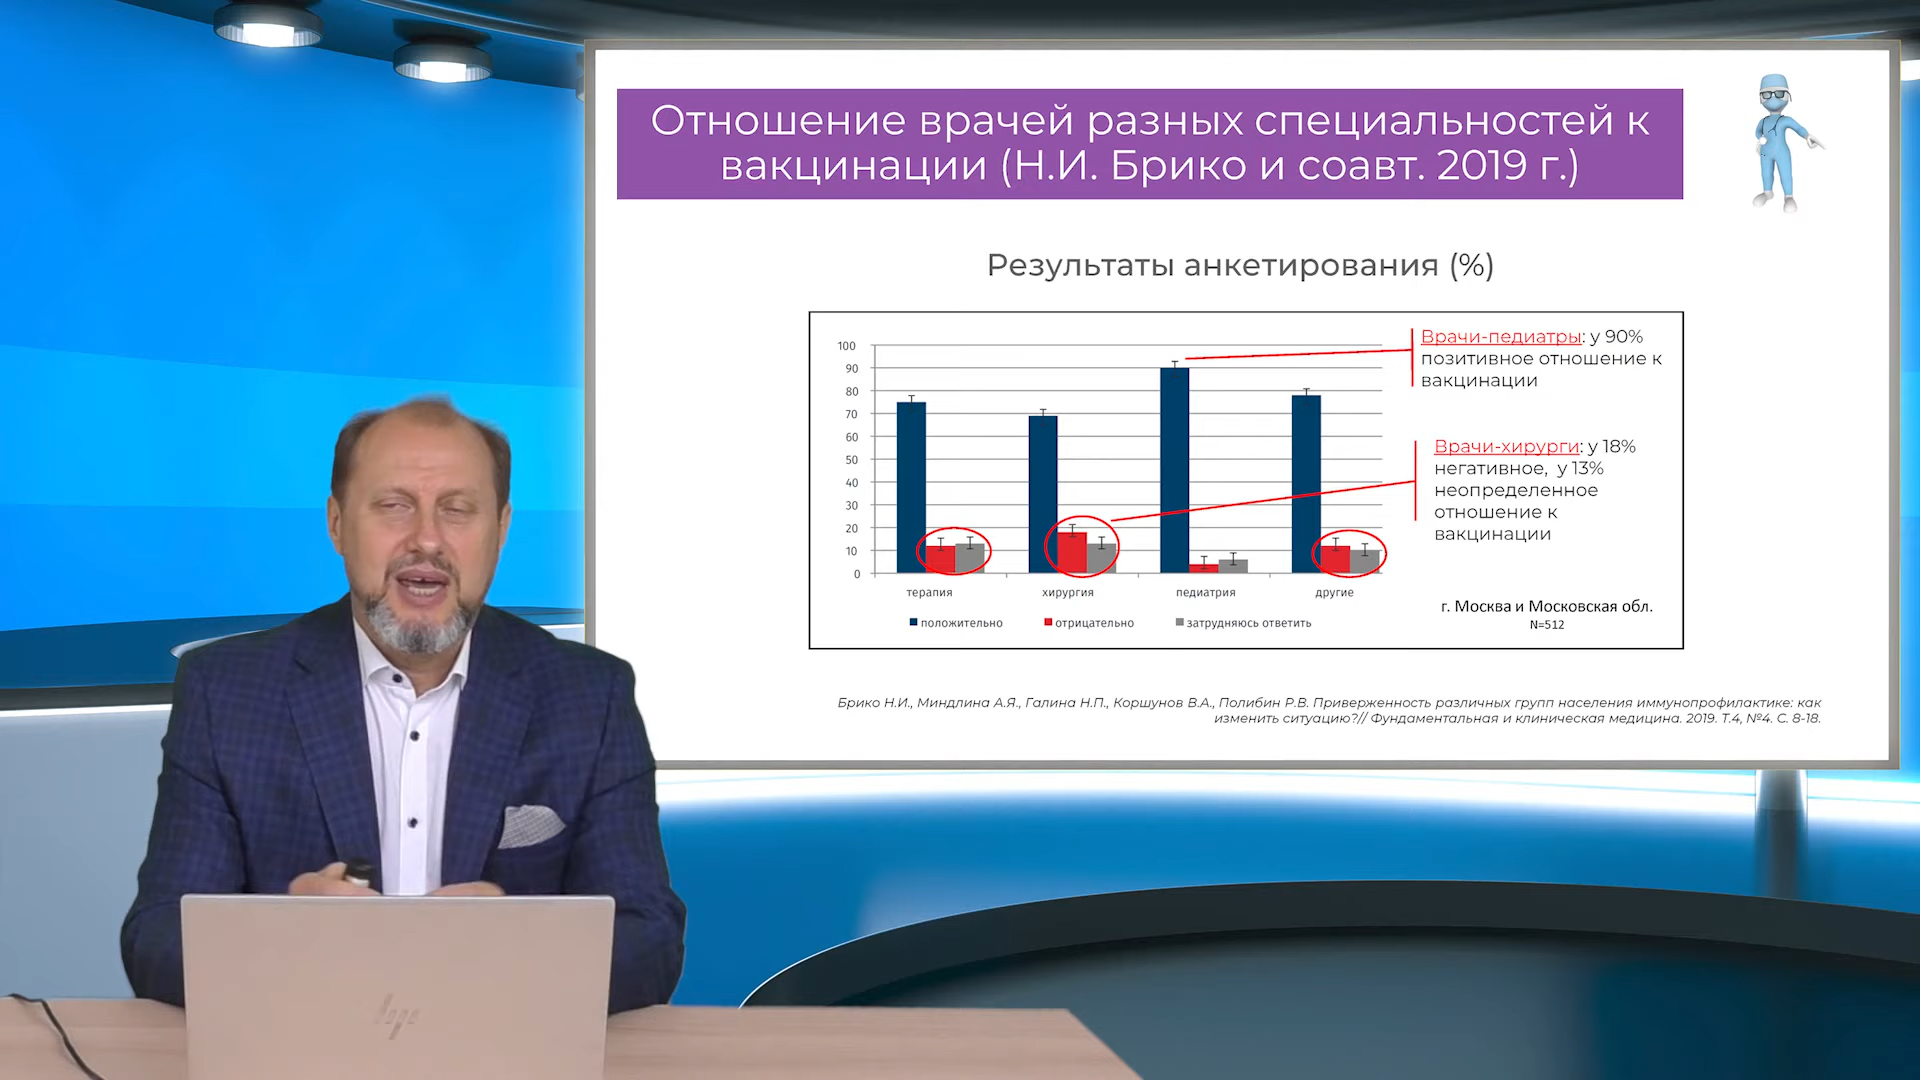 Отношение врачей разных специальностей к
вакцинации (Н.И. Брико и соавт. 2019 г.)
Результаты анкетирования (%)
100
90
80
70
60
50
40
30
20
10
0
терапия
хирургия
педиатрия
другие
положительно
отрицательно
затрудняюсь ответить
Врачи-педиатры: у 90%
позитивное отношение к
вакцинации
Врачи-хирурги: у 18%
негативное, у 13%
неопределенное
отношение к
вакцинации
г. Москва и Московская обл.
N=512
Брико Н.И., Миндлина А.Я., Галина Н.П., Коршунов В.А., Полибин Р.В. Приверженность различных групп населения иммунопрофилактике: как
изменить ситуацию?// Фундаментальная и клиническая медицина. 2019. Т.4, №4. С. 8-18.
hp